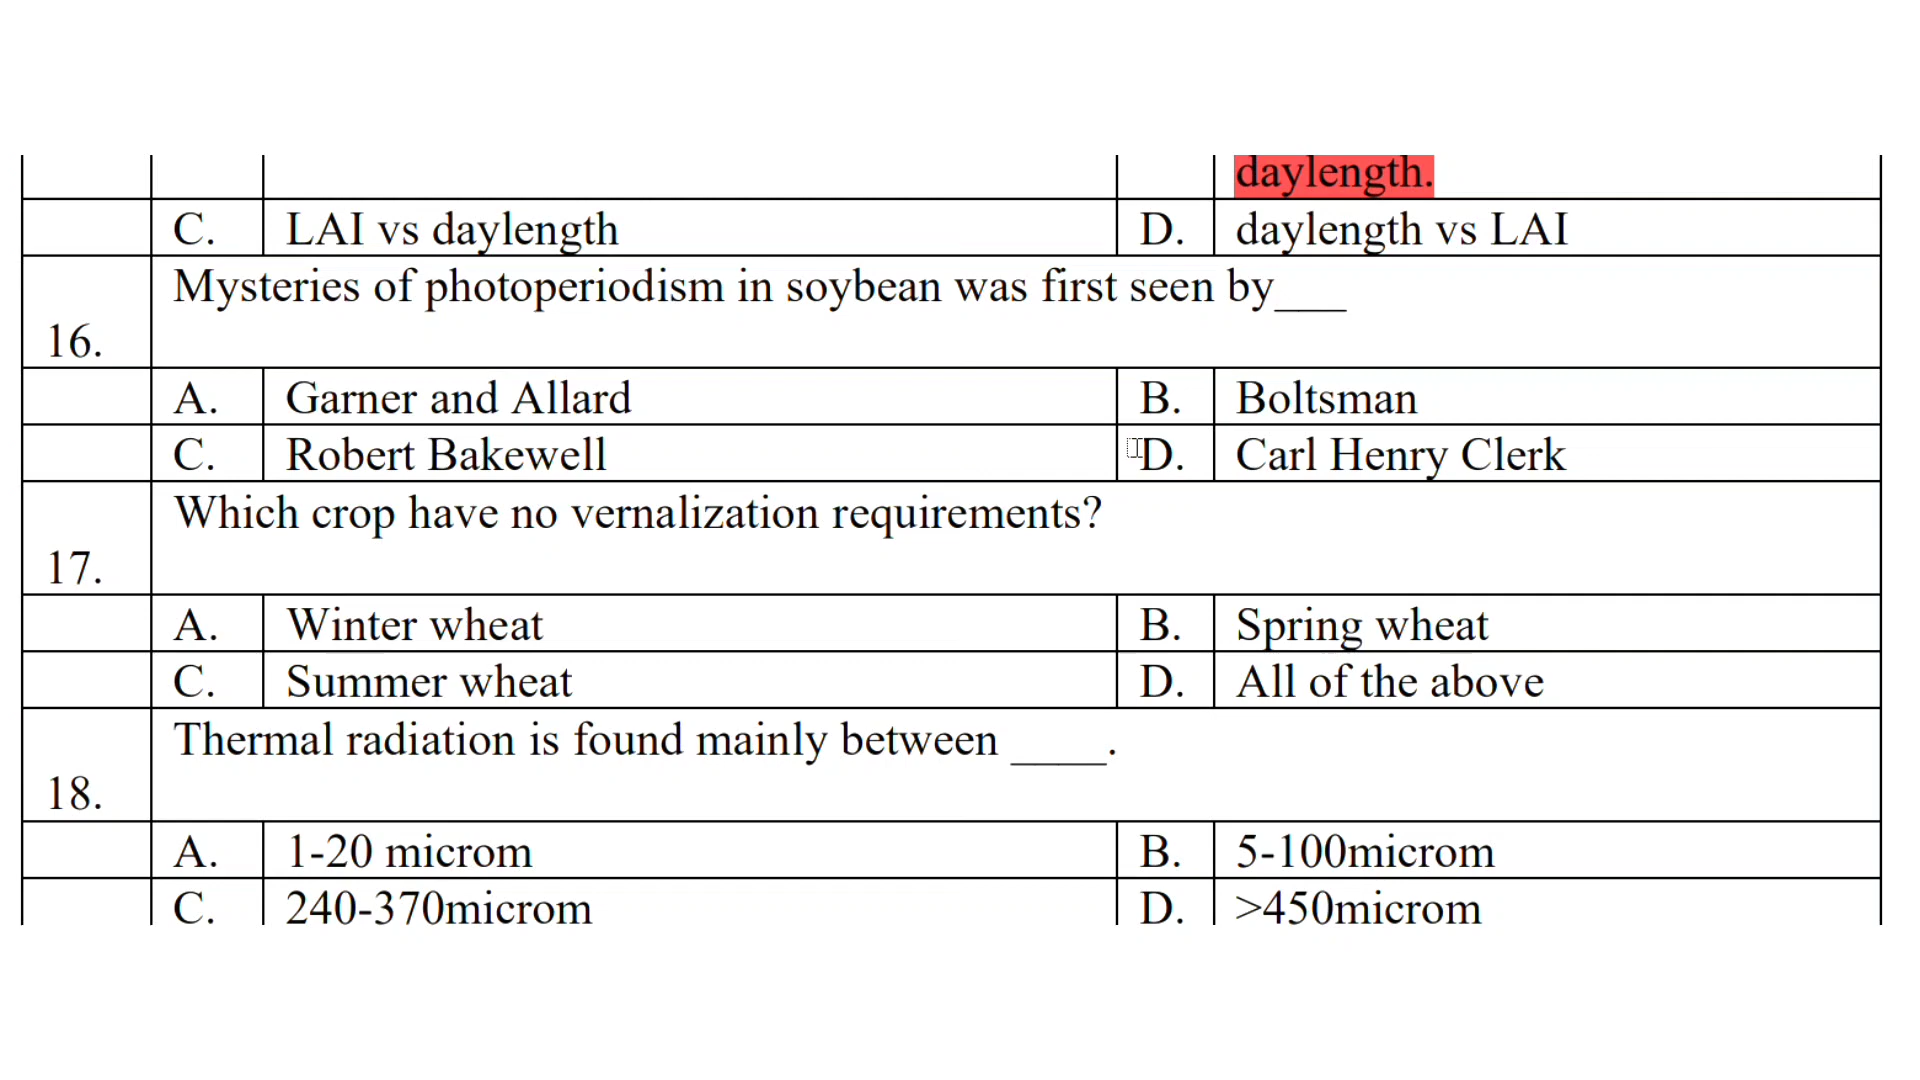 daylength.
C. LAI vs daylength D. daylength vs LAI
Mysteries of photoperiodism in soybean was first seen by___
16.
A. Garner and Allard B. Boltsman
C. Robert Bakewell D. Carl Henry Clerk
Which crop have no vernalization requirements?
17.
A. Winter wheat B. Spring wheat
C. Summer wheat D. All of the above
Thermal radiation is found mainly between ____.
18.
A. 1-20 microm B. 5-100microm
C. 240-370microm D. >450microm